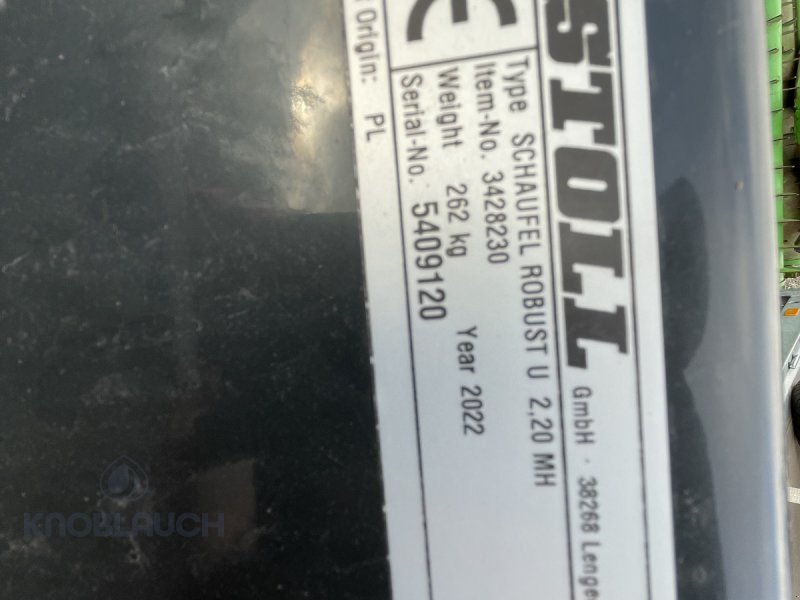 STOLL GmbH · 38268
Type SCHAUFEL ROBUST U 2,20 MH
Item-No. 3428230
Weight 262 kg Year 2022
Serial-No. 5409120
Origin: PL
CE
KNOBLAUCH